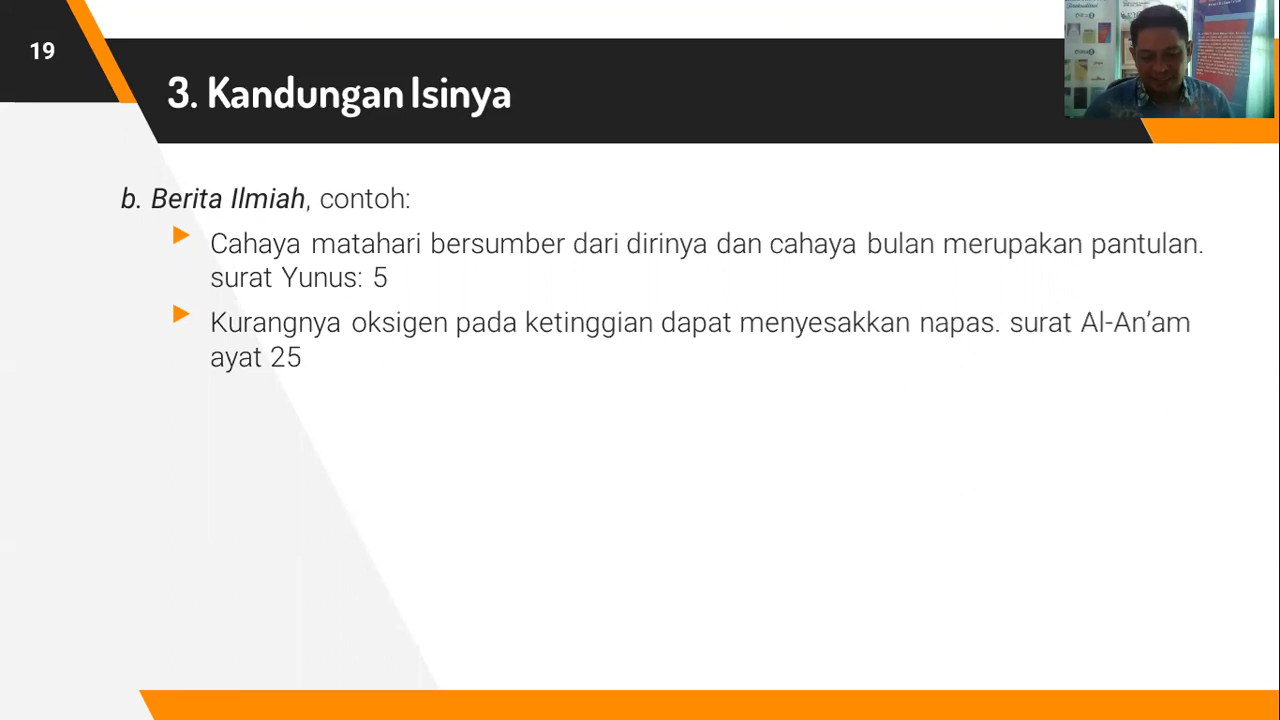 19
3. Kandungan Isinya
b. Berita Ilmiah, contoh:
Cahaya matahari bersumber dari dirinya dan cahaya bulan merupakan pantulan.
surat Yunus: 5
Kurangnya oksigen pada ketinggian dapat menyesakkan napas. surat Al-An’am
ayat 25